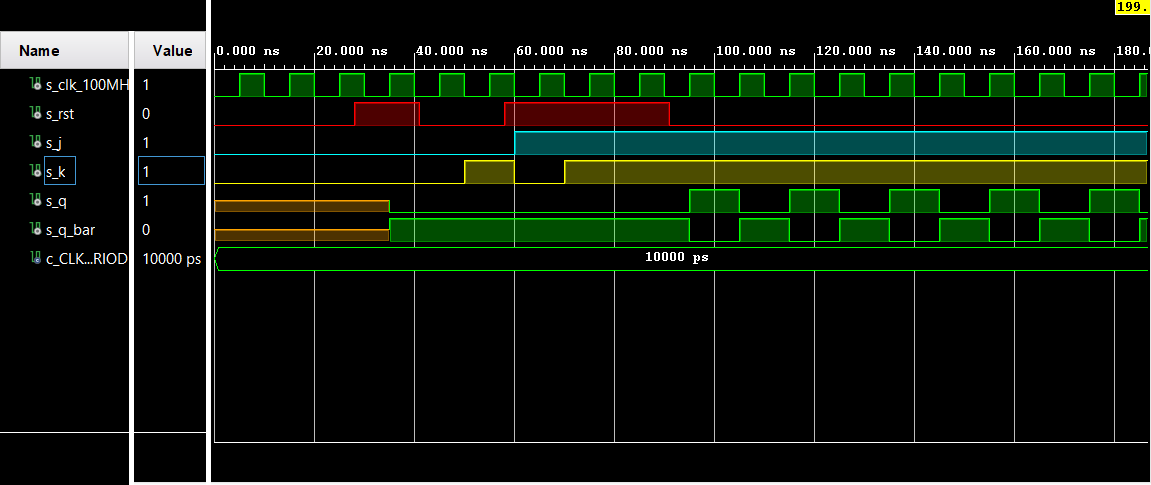 199.
Name Value
0.000 ns 20.000 ns 40.000 ns 60.000 ns 80.000 ns 100.000 ns 120.000 ns 140.000 ns 160.000 ns 180.
s_clk_100MH 1
s_rst 0
s_j 1
s_k 1
s_q 1
s_q_bar 0
c_CLK...RIOD 10000 ps 10000 ps